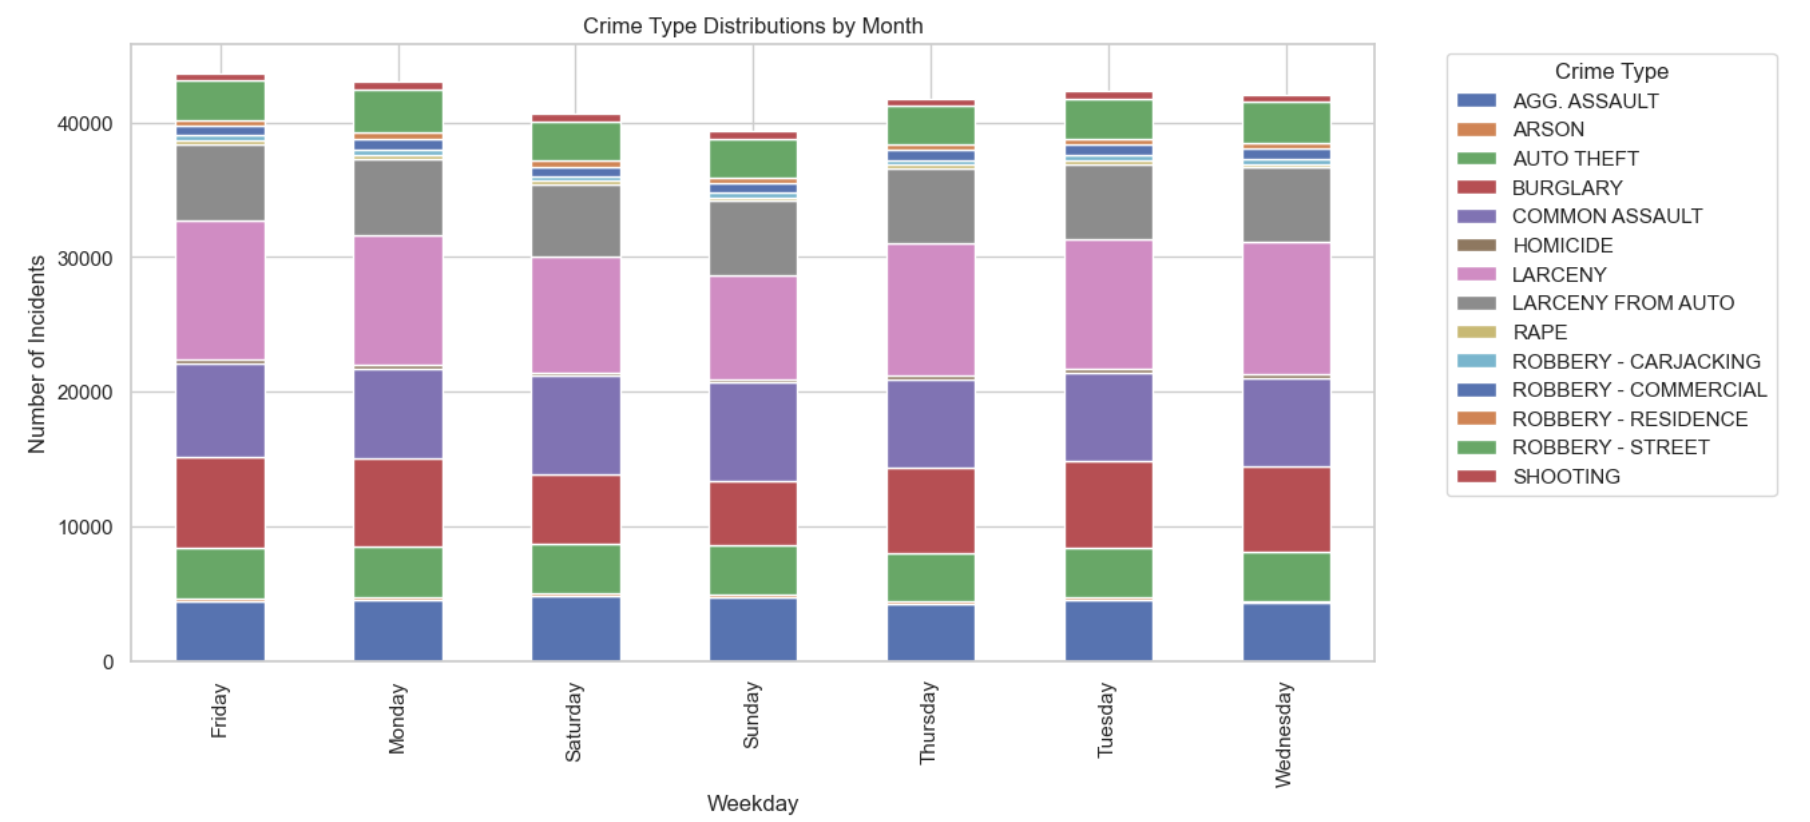 Crime Type Distributions by Month
Number of Incidents
40000
30000
20000
10000
0
Friday
Monday
Saturday
Sunday
Thursday
Tuesday
Wednesday
Weekday
Crime Type
AGG. ASSAULT
ARSON
AUTO THEFT
BURGLARY
COMMON ASSAULT
HOMICIDE
LARCENY
LARCENY FROM AUTO
RAPE
ROBBERY - CARJACKING
ROBBERY - COMMERCIAL
ROBBERY - RESIDENCE
ROBBERY - STREET
SHOOTING